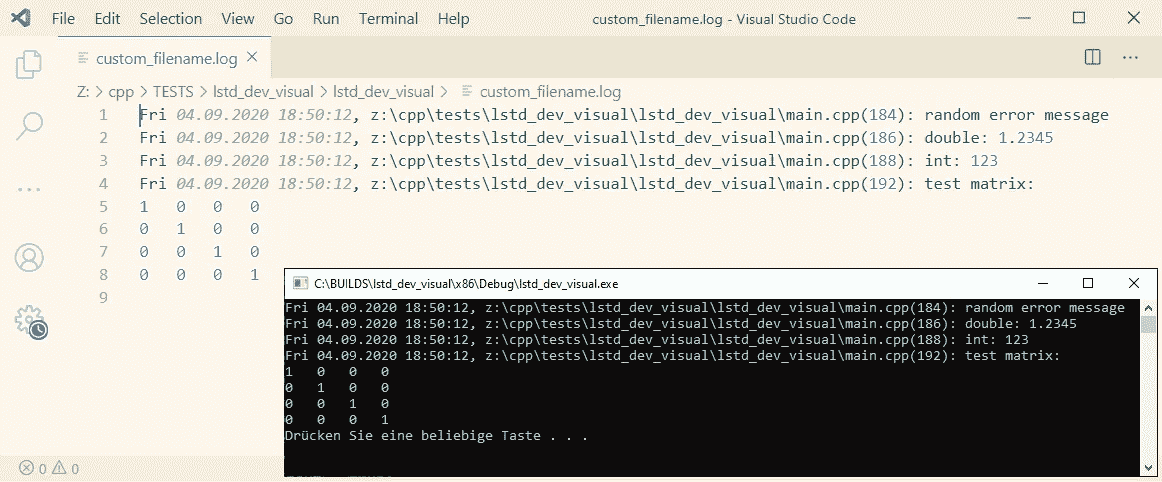 File Edit Selection View Go Run Terminal Help custom_filename.log - Visual Studio Code
custom_filename.log
Z: > cpp > TESTS > lstd_dev_visual > lstd_dev_visual > custom_filename.log
1 Fri 04.09.2020 18:50:12, z:\cpp\tests\lstd_dev_visual\lstd_dev_visual\main.cpp(184): random error message
2 Fri 04.09.2020 18:50:12, z:\cpp\tests\lstd_dev_visual\lstd_dev_visual\main.cpp(186): double: 1.2345
3 Fri 04.09.2020 18:50:12, z:\cpp\tests\lstd_dev_visual\lstd_dev_visual\main.cpp(188): int: 123
4 Fri 04.09.2020 18:50:12, z:\cpp\tests\lstd_dev_visual\lstd_dev_visual\main.cpp(192): test matrix:
5 1 0 0 0
6 0 1 0 0
7 0 0 1 0
8 0 0 0 1
9
C:\BUILDS\lstd_dev_visual\x86\Debug\lstd_dev_visual.exe
Fri 04.09.2020 18:50:12, z:\cpp\tests\lstd_dev_visual\lstd_dev_visual\main.cpp(184): random error message
Fri 04.09.2020 18:50:12, z:\cpp\tests\lstd_dev_visual\lstd_dev_visual\main.cpp(186): double: 1.2345
Fri 04.09.2020 18:50:12, z:\cpp\tests\lstd_dev_visual\lstd_dev_visual\main.cpp(188): int: 123
Fri 04.09.2020 18:50:12, z:\cpp\tests\lstd_dev_visual\lstd_dev_visual\main.cpp(192): test matrix:
1 0 0 0
0 1 0 0
0 0 1 0
0 0 0 1
Drücken Sie eine beliebige Taste . . .
0 0